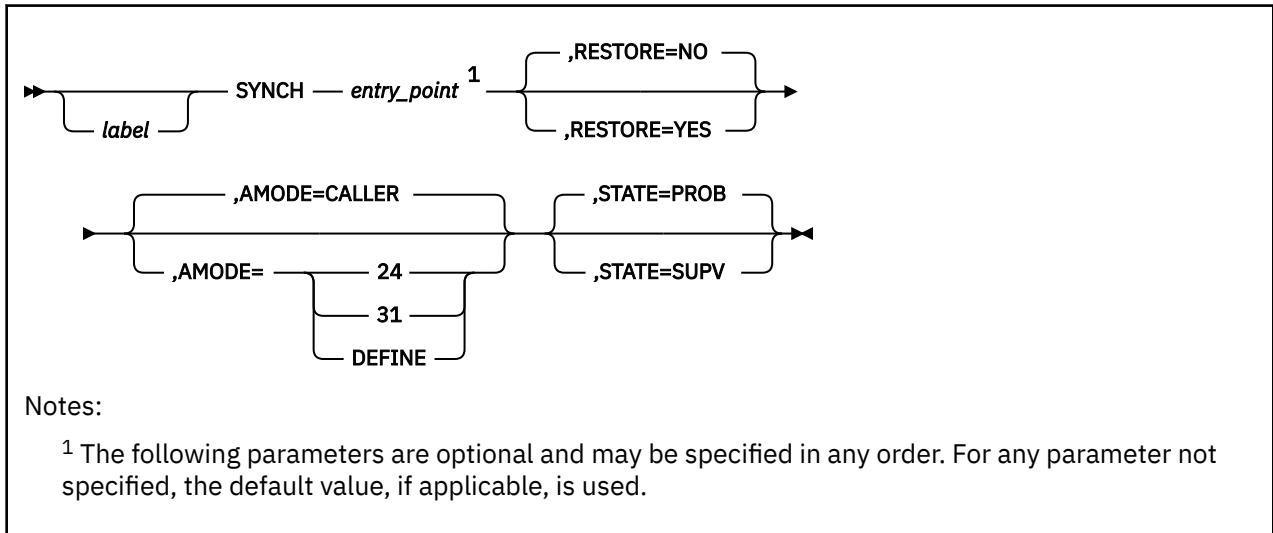 ,RESTORE=NO
SYNCH entry_point 1
label ,RESTORE=YES
,AMODE=CALLER ,STATE=PROB
,AMODE= 24 ,STATE=SUPV
31
DEFINE
Notes:
1 The following parameters are optional and may be specified in any order. For any parameter not
specified, the default value, if applicable, is used.